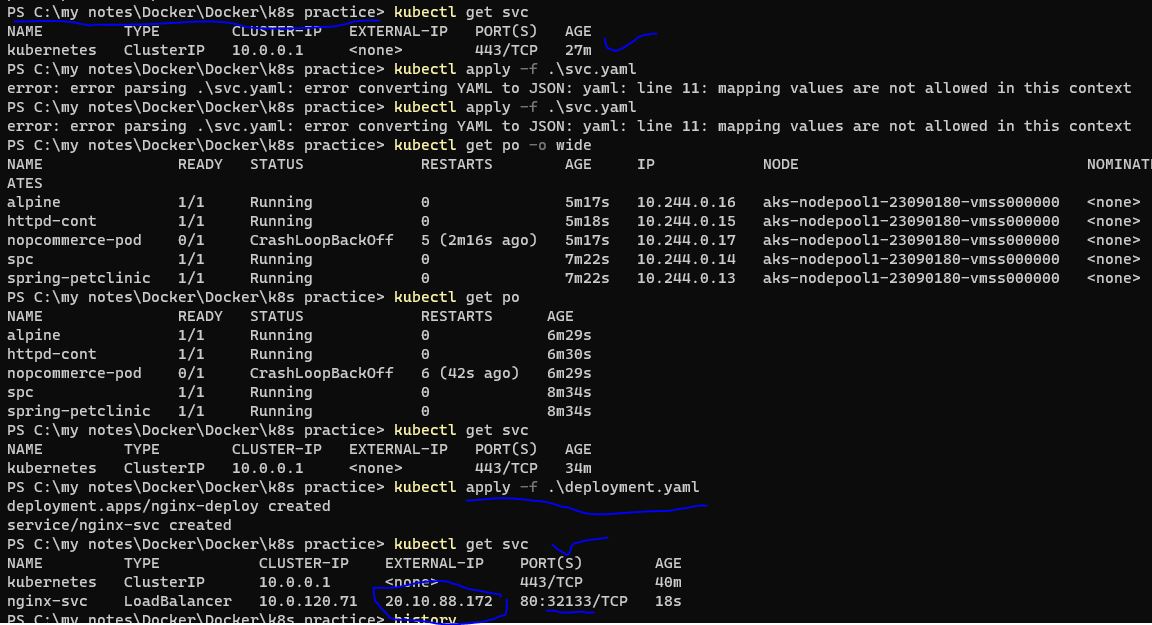 PS C:\my notes\Docker\Docker\k8s practice> kubectl get svc
NAME TYPE CLUSTER-IP EXTERNAL-IP PORT(S) AGE
kubernetes ClusterIP 10.0.0.1 <none> 443/TCP 27m
PS C:\my notes\Docker\Docker\k8s practice> kubectl apply -f .\svc.yaml
error: error parsing .\svc.yaml: error converting YAML to JSON: yaml: line 11: mapping values are not allowed in this context
PS C:\my notes\Docker\Docker\k8s practice> kubectl apply -f .\svc.yaml
error: error parsing .\svc.yaml: error converting YAML to JSON: yaml: line 11: mapping values are not allowed in this context
PS C:\my notes\Docker\Docker\k8s practice> kubectl get po -o wide
NAME READY STATUS RESTARTS AGE IP NODE NOMINAT
ATES
alpine 1/1 Running 0 5m17s 10.244.0.16 aks-nodepool1-23090180-vmss000000 <none>
httpd-cont 1/1 Running 0 5m18s 10.244.0.15 aks-nodepool1-23090180-vmss000000 <none>
nopcommerce-pod 0/1 CrashLoopBackOff 5 (2m16s ago) 5m17s 10.244.0.17 aks-nodepool1-23090180-vmss000000 <none>
spc 1/1 Running 0 7m22s 10.244.0.14 aks-nodepool1-23090180-vmss000000 <none>
spring-petclinic 1/1 Running 0 7m22s 10.244.0.13 aks-nodepool1-23090180-vmss000000 <none>
PS C:\my notes\Docker\Docker\k8s practice> kubectl get po
NAME READY STATUS RESTARTS AGE
alpine 1/1 Running 0 6m29s
httpd-cont 1/1 Running 0 6m30s
nopcommerce-pod 0/1 CrashLoopBackOff 6 (42s ago) 6m29s
spc 1/1 Running 0 8m34s
spring-petclinic 1/1 Running 0 8m34s
PS C:\my notes\Docker\Docker\k8s practice> kubectl get svc
NAME TYPE CLUSTER-IP EXTERNAL-IP PORT(S) AGE
kubernetes ClusterIP 10.0.0.1 <none> 443/TCP 34m
PS C:\my notes\Docker\Docker\k8s practice> kubectl apply -f .\deployment.yaml
deployment.apps/nginx-deploy created
service/nginx-svc created
PS C:\my notes\Docker\Docker\k8s practice> kubectl get svc
NAME TYPE CLUSTER-IP EXTERNAL-IP PORT(S) AGE
kubernetes ClusterIP 10.0.0.1 <none> 443/TCP 40m
nginx-svc LoadBalancer 10.0.120.71 20.10.88.172 80:32133/TCP 18s
PS C:\my notes\Docker\Docker\k8s practice> history